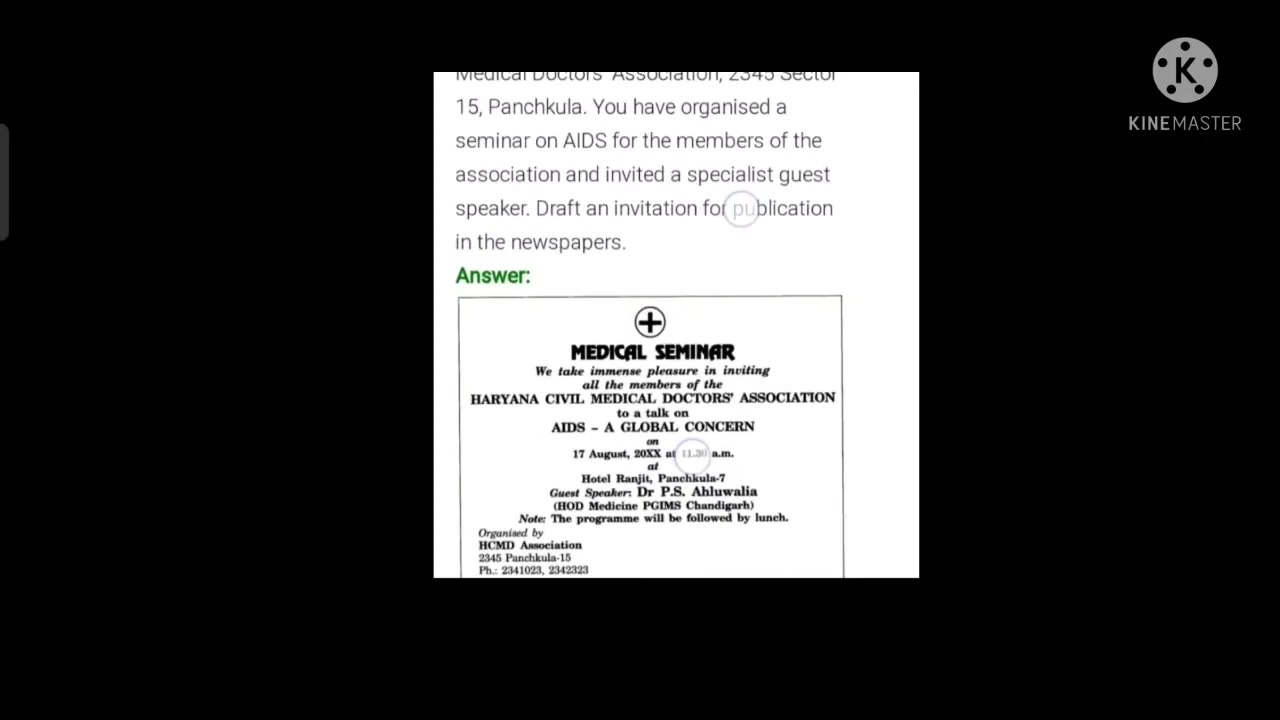 Medical Doctors' Association, 2345 Sector
15, Panchkula. You have organised a
seminar on AIDS for the members of the
association and invited a specialist guest
speaker. Draft an invitation for publication
in the newspapers.
Answer:
MEDICAL SEMINAR
We take immense pleasure in inviting
all the members of the
HARYANA CIVIL MEDICAL DOCTORS' ASSOCIATION
to a talk on
AIDS – A GLOBAL CONCERN
on
17 August, 20XX at 11.30 a.m.
at
Hotel Ranjit, Panchkula-7
Guest Speaker: Dr P.S. Ahluwalia
(HOD Medicine PGIMS Chandigarh)
Note: The programme will be followed by lunch.
Organised by
HCMD Association
2345 Panchkula-15
Ph.: 2341023, 2342323
K
KINEMASTER